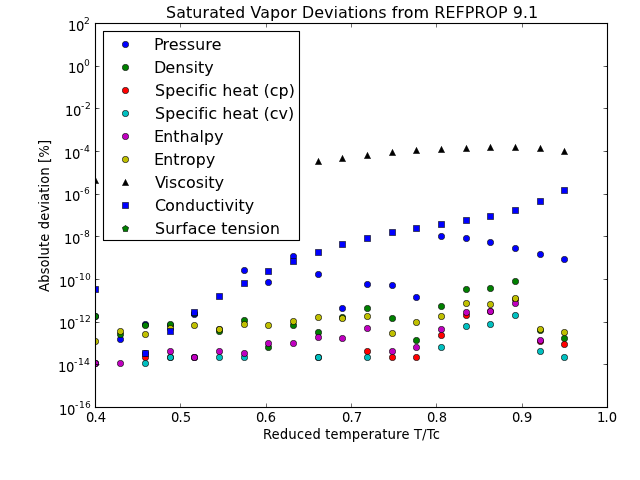 Saturated Vapor Deviations from REFPROP 9.1
10^2
10^0
10^-2
10^-4
10^-6
10^-8
10^-10
10^-12
10^-14
10^-16
Absolute deviation [%]
Pressure
Density
Specific heat (cp)
Specific heat (cv)
Enthalpy
Entropy
Viscosity
Conductivity
Surface tension
0.4 0.5 0.6 0.7 0.8 0.9 1.0
Reduced temperature T/Tc